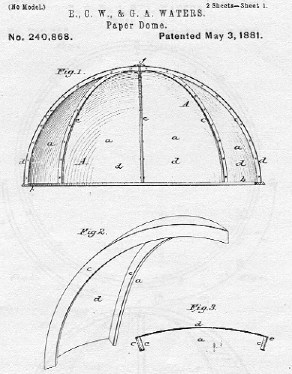 (No Model.)
2 Sheets—Sheet 1.
E., C. W., & G. A. WATERS.
Paper Dome.
No. 240,868.
Patented May 3, 1881.
Fig. 1.
A
e
c
a
a
a
a
d
A
d
d
d
d
e
b
Fig 2.
c
e
d
a
Fig. 3.
d
a
c
c
e